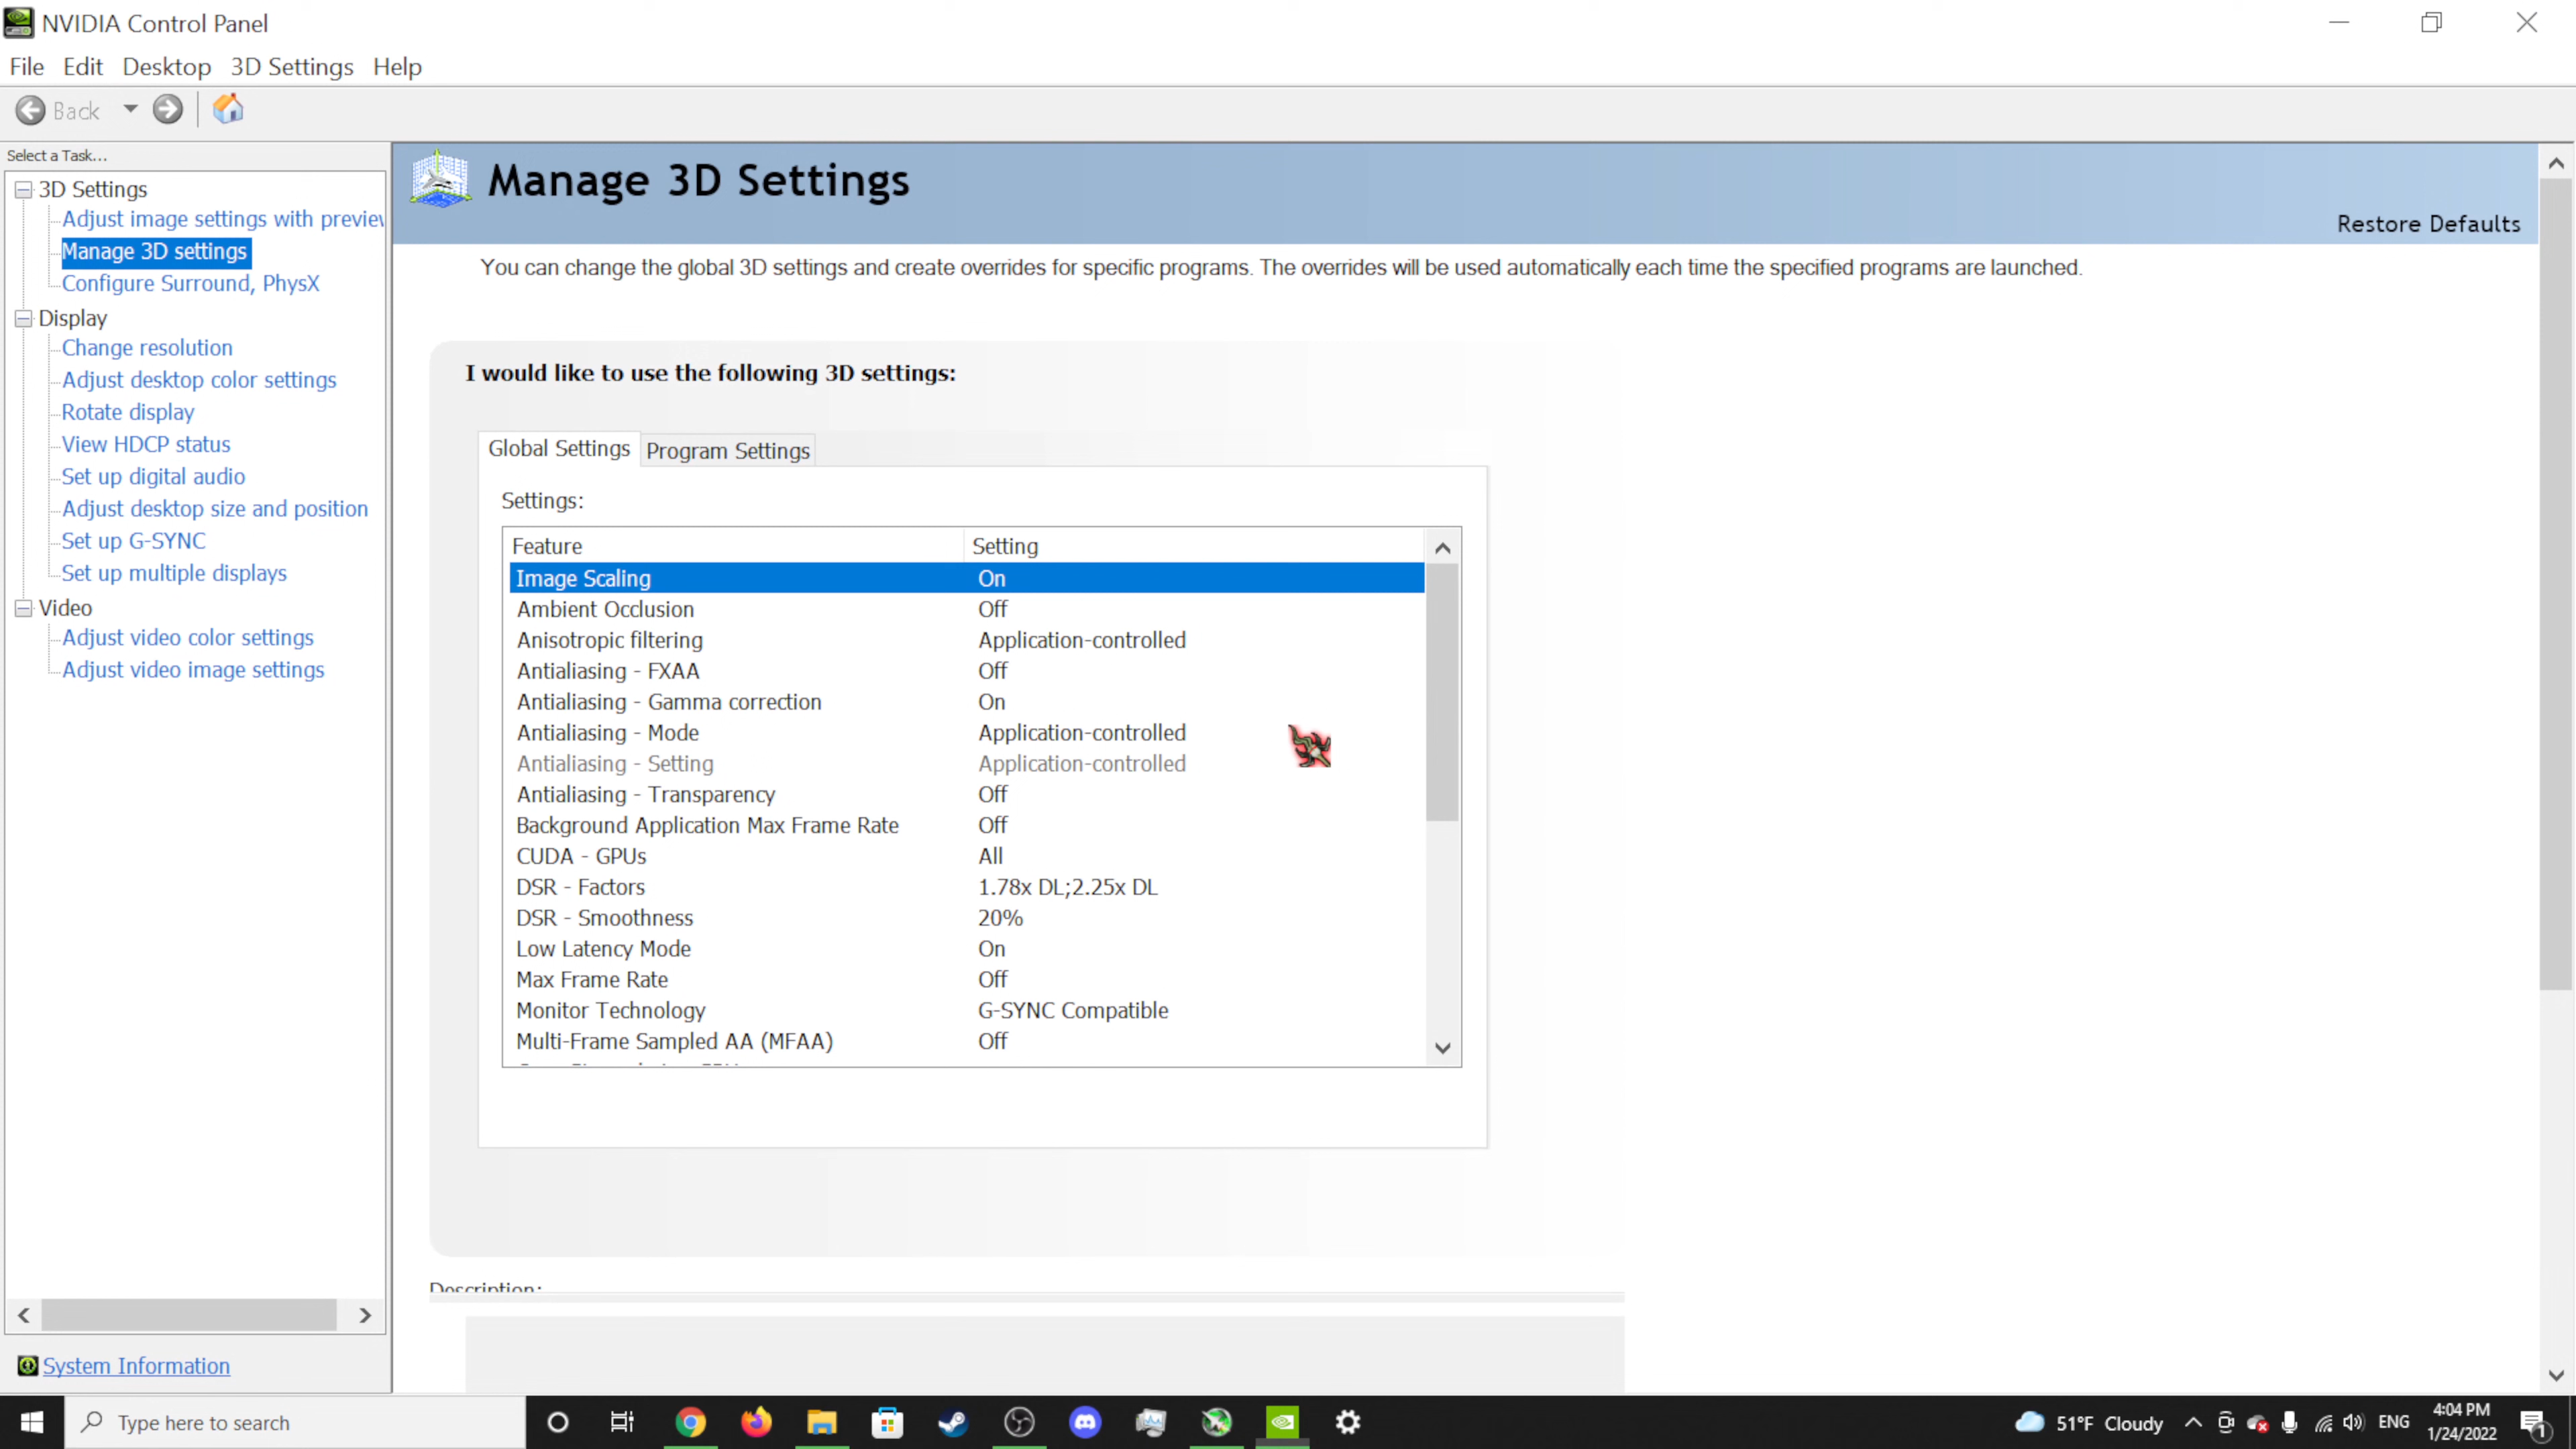 NVIDIA Control Panel
File Edit Desktop 3D Settings Help
Back
Select a Task...
3D Settings
Adjust image settings with preview
Manage 3D settings
Configure Surround, PhysX
Display
Change resolution
Adjust desktop color settings
Rotate display
View HDCP status
Set up digital audio
Adjust desktop size and position
Set up G-SYNC
Set up multiple displays
Video
Adjust video color settings
Adjust video image settings
System Information
Manage 3D Settings
Restore Defaults
You can change the global 3D settings and create overrides for specific programs. The overrides will be used automatically each time the specified programs are launched.
I would like to use the following 3D settings:
Global Settings Program Settings
Settings:
Feature Setting
Image Scaling On
Ambient Occlusion Off
Anisotropic filtering Application-controlled
Antialiasing - FXAA Off
Antialiasing - Gamma correction On
Antialiasing - Mode Application-controlled
Antialiasing - Setting Application-controlled
Antialiasing - Transparency Off
Background Application Max Frame Rate Off
CUDA - GPUs All
DSR - Factors 1.78x DL;2.25x DL
DSR - Smoothness 20%
Low Latency Mode On
Max Frame Rate Off
Monitor Technology G-SYNC Compatible
Multi-Frame Sampled AA (MFAA) Off
Description:
Type here to search
51°F Cloudy
ENG
4:04 PM
1/24/2022
1